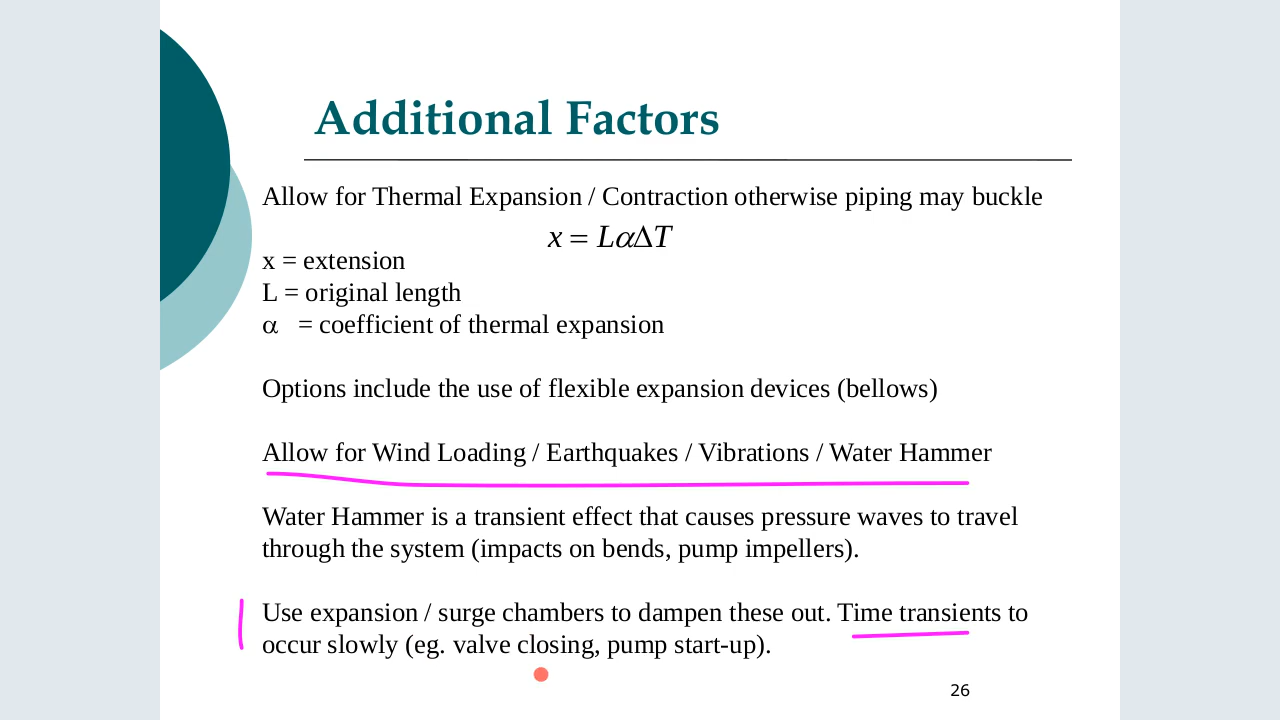 Additional Factors
Allow for Thermal Expansion / Contraction otherwise piping may buckle
x = LαΔT
x = extension
L = original length
α = coefficient of thermal expansion
Options include the use of flexible expansion devices (bellows)
Allow for Wind Loading / Earthquakes / Vibrations / Water Hammer
Water Hammer is a transient effect that causes pressure waves to travel
through the system (impacts on bends, pump impellers).
Use expansion / surge chambers to dampen these out. Time transients to
occur slowly (eg. valve closing, pump start-up).
26